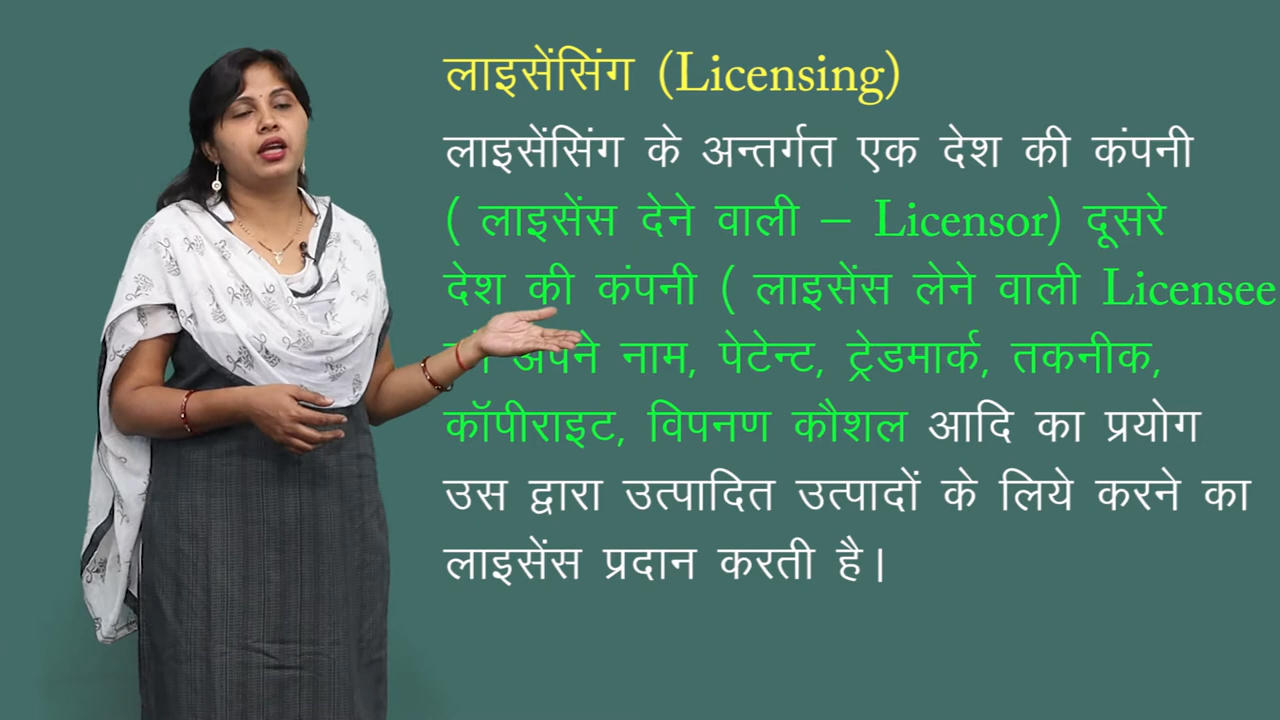 लाइसेंसिंग (Licensing)
लाइसेंसिंग के अन्तर्गत एक देश की कंपनी
( लाइसेंस देने वाली – Licensor) दूसरे
देश की कंपनी ( लाइसेंस लेने वाली Licensee
अपने नाम, पेटेन्ट, ट्रेडमार्क, तकनीक,
कॉपीराइट, विपनण कौशल आदि का प्रयोग
उस द्वारा उत्पादित उत्पादों के लिये करने का
लाइसेंस प्रदान करती है।